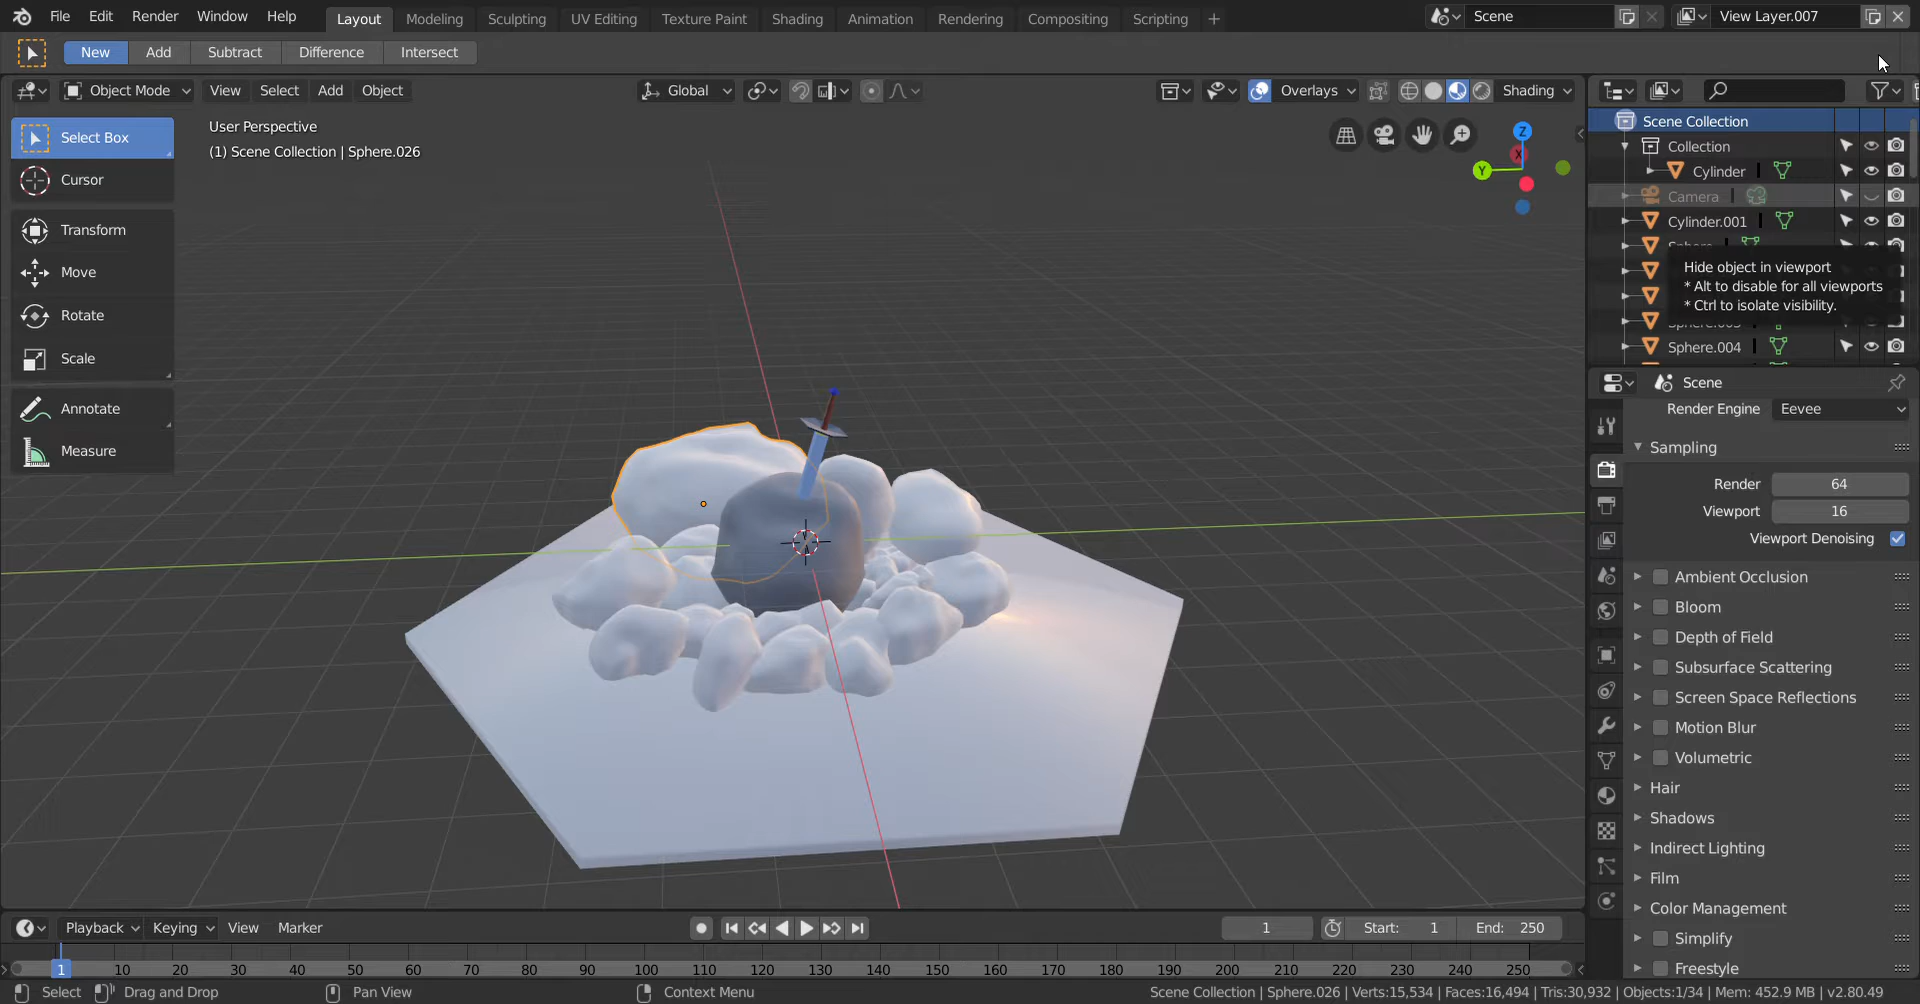 File Edit Render Window Help Layout Modeling Sculpting UV Editing Texture Paint Shading Animation Rendering Compositing Scripting + Scene View Layer.007
New Add Subtract Difference Intersect
Object Mode View Select Add Object Global Overlays Shading
Select Box
Cursor
Transform
Move
Rotate
Scale
Annotate
Measure
User Perspective
(1) Scene Collection | Sphere.026
Z
X
Y
Scene Collection
Collection
Cylinder
Camera
Cylinder.001
Hide object in viewport
* Alt to disable for all viewports
* Ctrl to isolate visibility.
Sphere.004
Scene
Render Engine Eevee
Sampling
Render 64
Viewport 16
Viewport Denoising
Ambient Occlusion
Bloom
Depth of Field
Subsurface Scattering
Screen Space Reflections
Motion Blur
Volumetric
Hair
Shadows
Indirect Lighting
Film
Color Management
Simplify
Freestyle
Playback Keying View Marker 1 Start: 1 End: 250
1 10 20 30 40 50 60 70 80 90 100 110 120 130 140 150 160 170 180 190 200 210 220 230 240 250
Select Drag and Drop Pan View Context Menu Scene Collection | Sphere.026 | Verts:15,534 | Faces:16,494 | Tris:30,932 | Objects:1/34 | Mem: 452.9 MB | v2.80.49